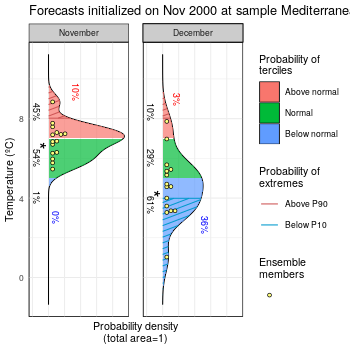 Forecasts initialized on Nov 2000 at sample Mediterrane
November
December
Temperature (ºC)
8
4
0
10%
45%
54%
1%
0%
3%
10%
29%
61%
36%
*
*
Probability density
(total area=1)
Probability of
terciles
Above normal
Normal
Below normal
Probability of
extremes
Above P90
Below P10
Ensemble
members